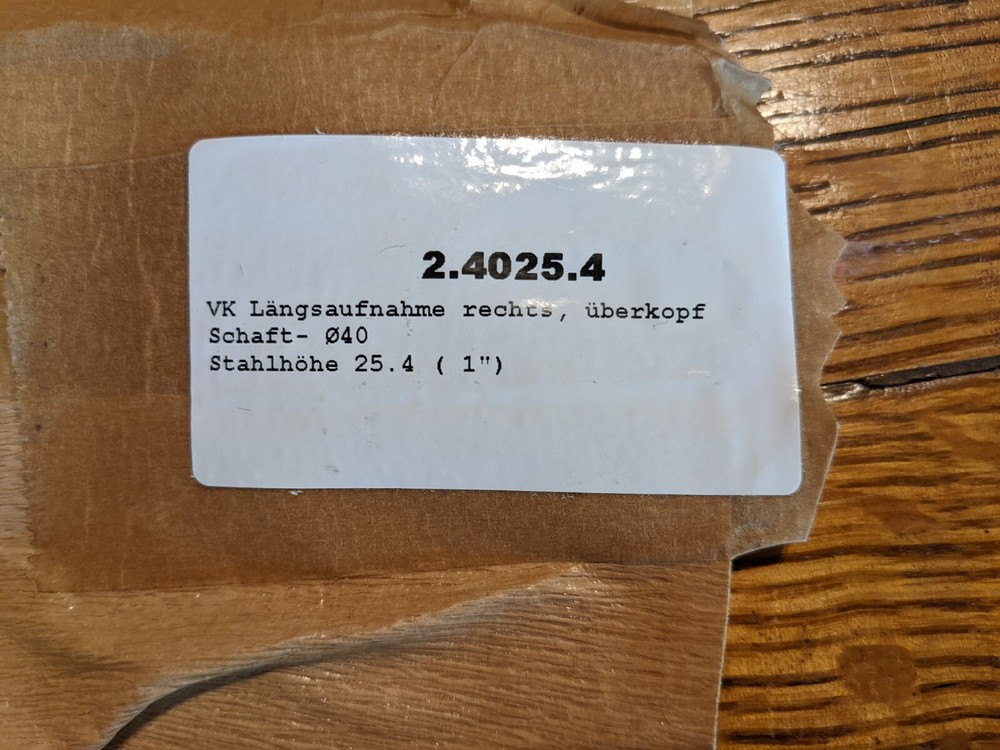 2.4025.4
VK Längsaufnahme rechts, überkopf
Schaft- Ø40
Stahlhöhe 25.4 ( 1")